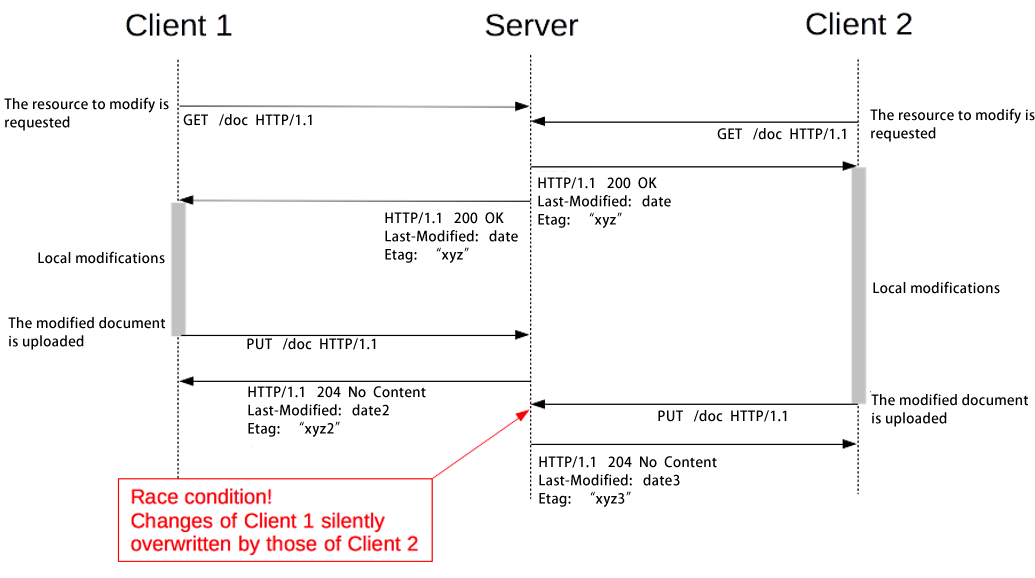 Client 1
Server
Client 2
The resource to modify is
requested
GET /doc HTTP/1.1
The resource to modify is
requested
GET /doc HTTP/1.1
HTTP/1.1 200 OK
Last-Modified: date
Etag: “xyz”
HTTP/1.1 200 OK
Last-Modified: date
Etag: “xyz”
Local modifications
Local modifications
The modified document
is uploaded
PUT /doc HTTP/1.1
HTTP/1.1 204 No Content
Last-Modified: date2
Etag: “xyz2”
The modified document
is uploaded
PUT /doc HTTP/1.1
HTTP/1.1 204 No Content
Last-Modified: date3
Etag: “xyz3”
Race condition!
Changes of Client 1 silently
overwritten by those of Client 2